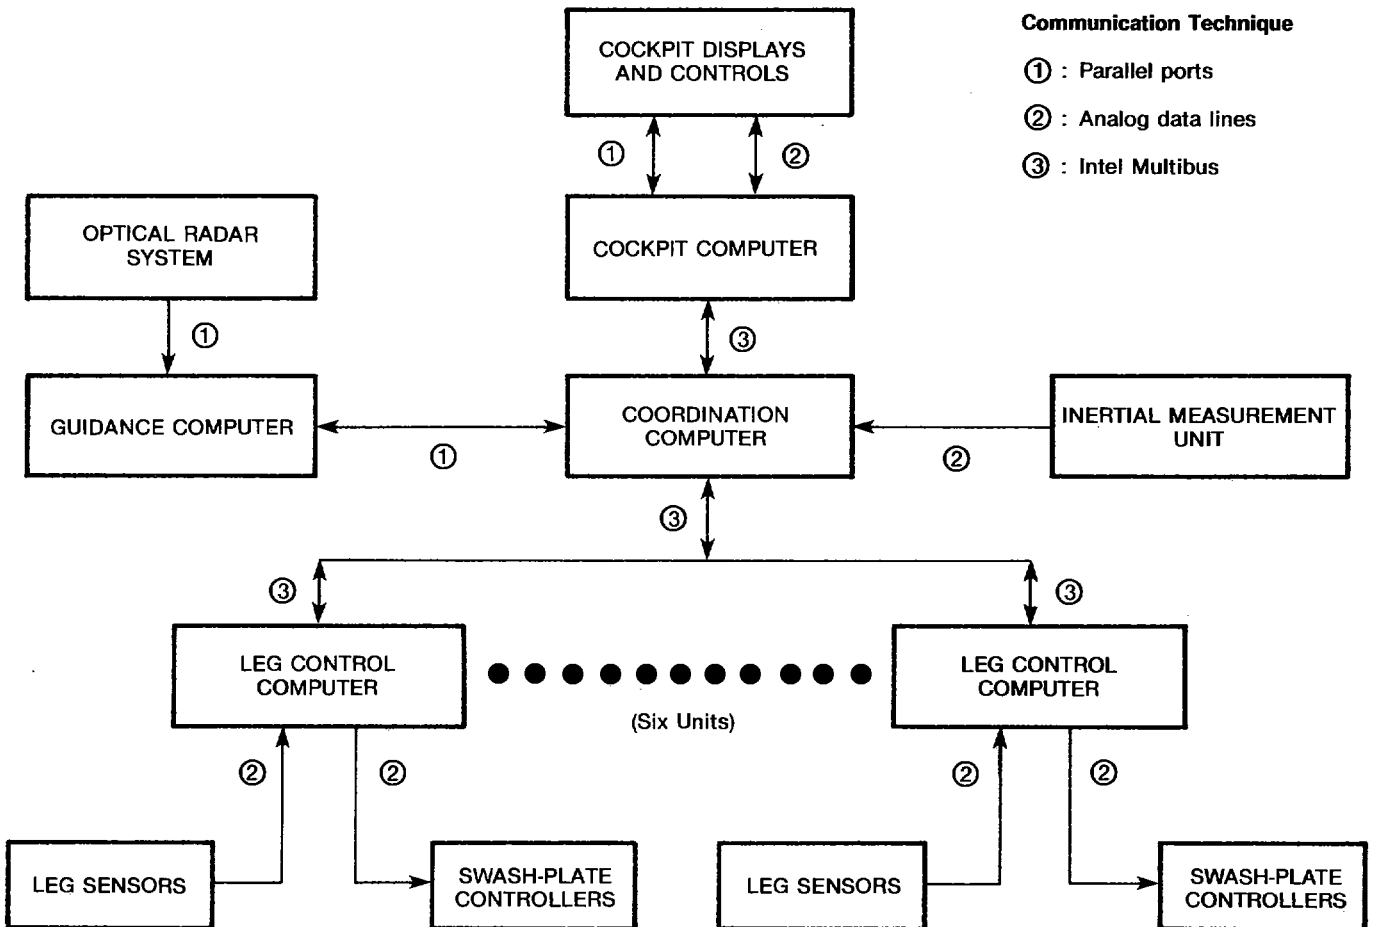 COCKPIT DISPLAYS
AND CONTROLS
Communication Technique
① : Parallel ports
② : Analog data lines
③ : Intel Multibus
①
②
OPTICAL RADAR
SYSTEM
COCKPIT COMPUTER
①
③
GUIDANCE COMPUTER
COORDINATION
COMPUTER
INERTIAL MEASUREMENT
UNIT
①
②
③
③
③
LEG CONTROL
COMPUTER
(Six Units)
LEG CONTROL
COMPUTER
②
②
②
②
LEG SENSORS
SWASH-PLATE
CONTROLLERS
LEG SENSORS
SWASH-PLATE
CONTROLLERS